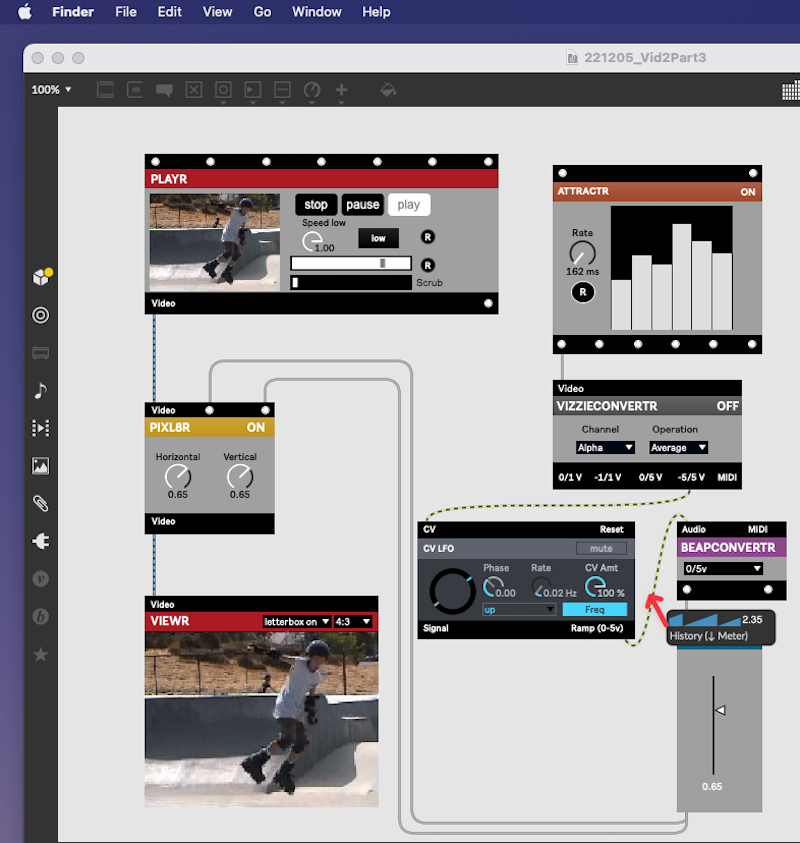 Finder File Edit View Go Window Help
221205_Vid2Part3
100%
PLAYR
stop pause play
Speed low
1.00
low
R
R
Scrub
Video
ATTRACTR ON
Rate
162 ms
R
Video
VIZZIECONVERTR OFF
Channel Operation
Alpha Average
0/1 V -1/1 V 0/5 V -5/5 V MIDI
Video
PIXL8R ON
Horizontal Vertical
0.65 0.65
Video
CV Reset
CV LFO mute
Phase Rate CV Amt
0.00 0.02 Hz 100 %
up Freq
Signal Ramp (0-5v)
Audio MIDI
BEAPCONVERTR
0/5v
2.35
History (↓ Meter)
0.65
Video
VIEWR letterbox on 4:3